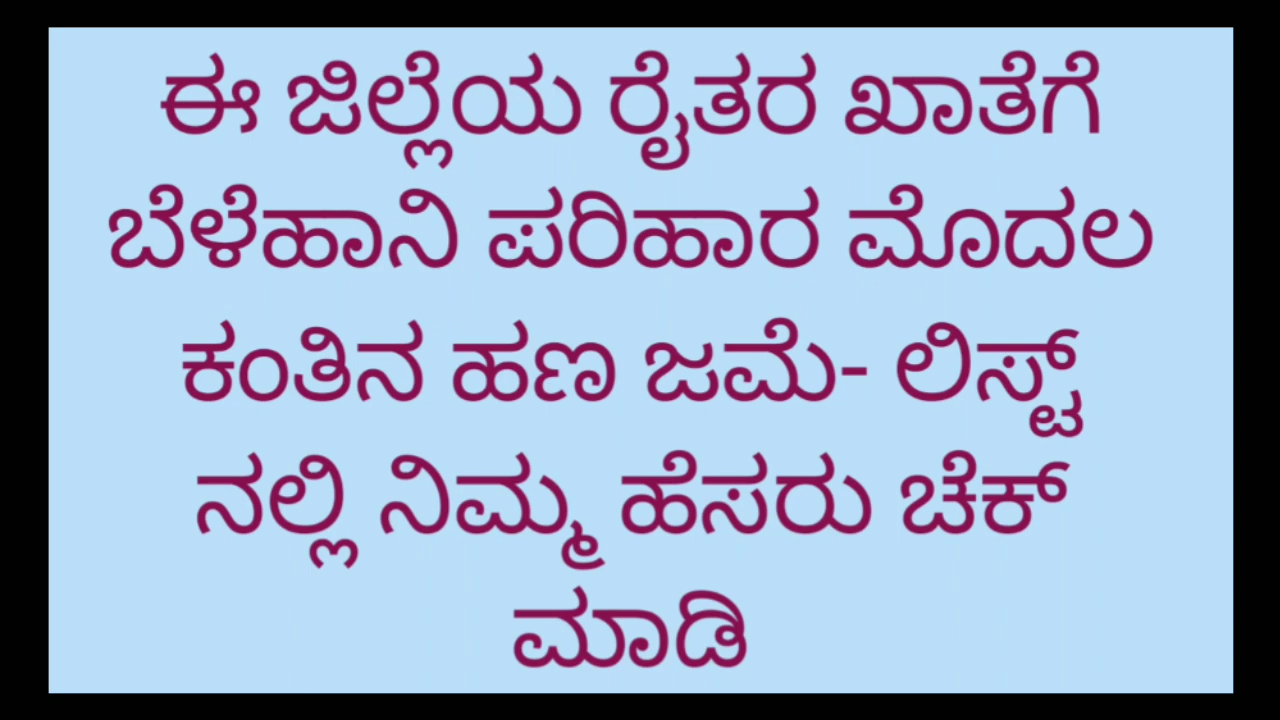 ಈ ಜಿಲ್ಲೆಯ ರೈತರ ಖಾತೆಗೆ
ಬೆಳೆಹಾನಿ ಪರಿಹಾರ ಮೊದಲ
ಕಂತಿನ ಹಣ ಜಮೆ- ಲಿಸ್ಟ್
ನಲ್ಲಿ ನಿಮ್ಮ ಹೆಸರು ಚೆಕ್
ಮಾಡಿ